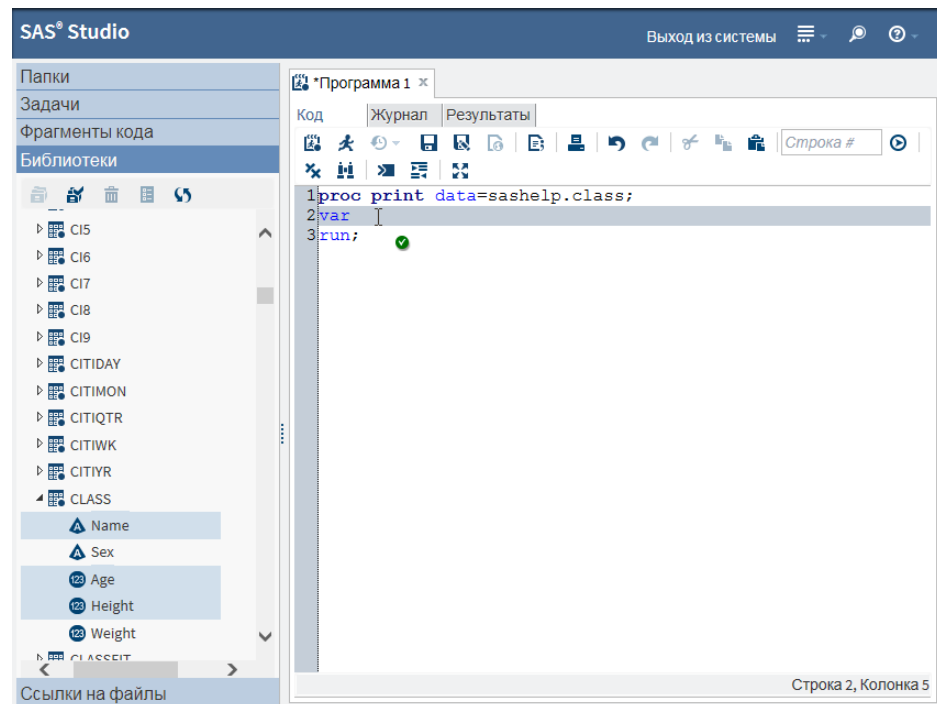 SAS® Studio
Выход из системы
Папки
Задачи
Фрагменты кода
Библиотеки
CI5
CI6
CI7
CI8
CI9
CITIDAY
CITIMON
CITIQTR
CITIWK
CITIYR
CLASS
Name
Sex
Age
Height
Weight
CLASSFIT
Ссылки на файлы
*Программа 1 ×
Код Журнал Результаты
Строка #
1 proc print data=sashelp.class;
2 var
3 run;
Строка 2, Колонка 5